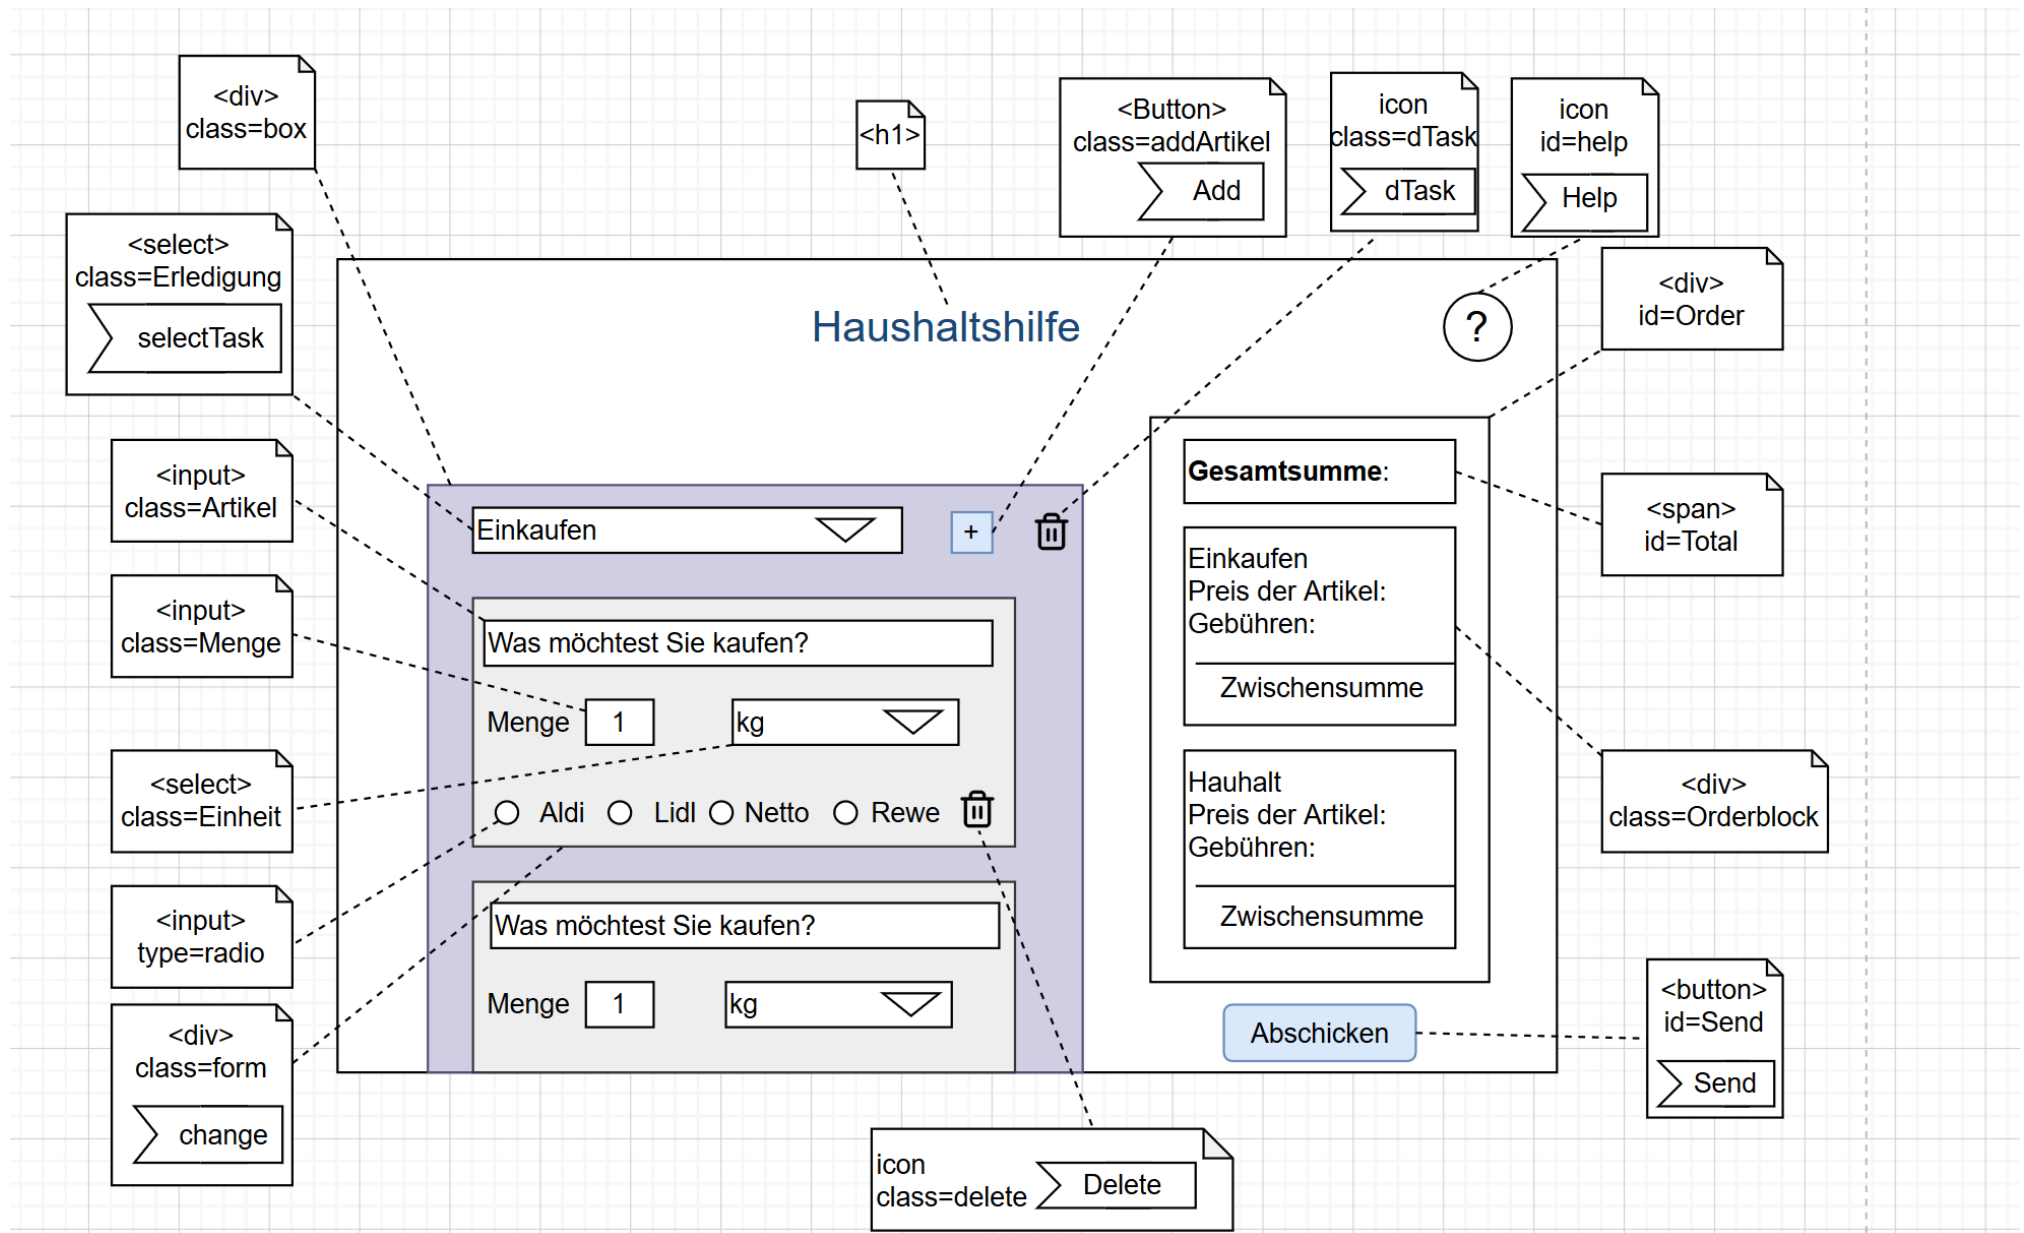 <div>
class=box
<h1>
<Button>
class=addArtikel
Add
icon
class=dTask
dTask
icon
id=help
Help
<select>
class=Erledigung
selectTask
<div>
id=Order
Haushaltshilfe
?
<input>
class=Artikel
<input>
class=Menge
<select>
class=Einheit
<input>
type=radio
<div>
class=form
change
Einkaufen
+
Was möchtest Sie kaufen?
Menge
1
kg
Aldi
Lidl
Netto
Rewe
Was möchtest Sie kaufen?
Menge
1
kg
Gesamtsumme:
Einkaufen
Preis der Artikel:
Gebühren:
Zwischensumme
Hauhalt
Preis der Artikel:
Gebühren:
Zwischensumme
Abschicken
<span>
id=Total
<div>
class=Orderblock
<button>
id=Send
Send
icon
class=delete
Delete